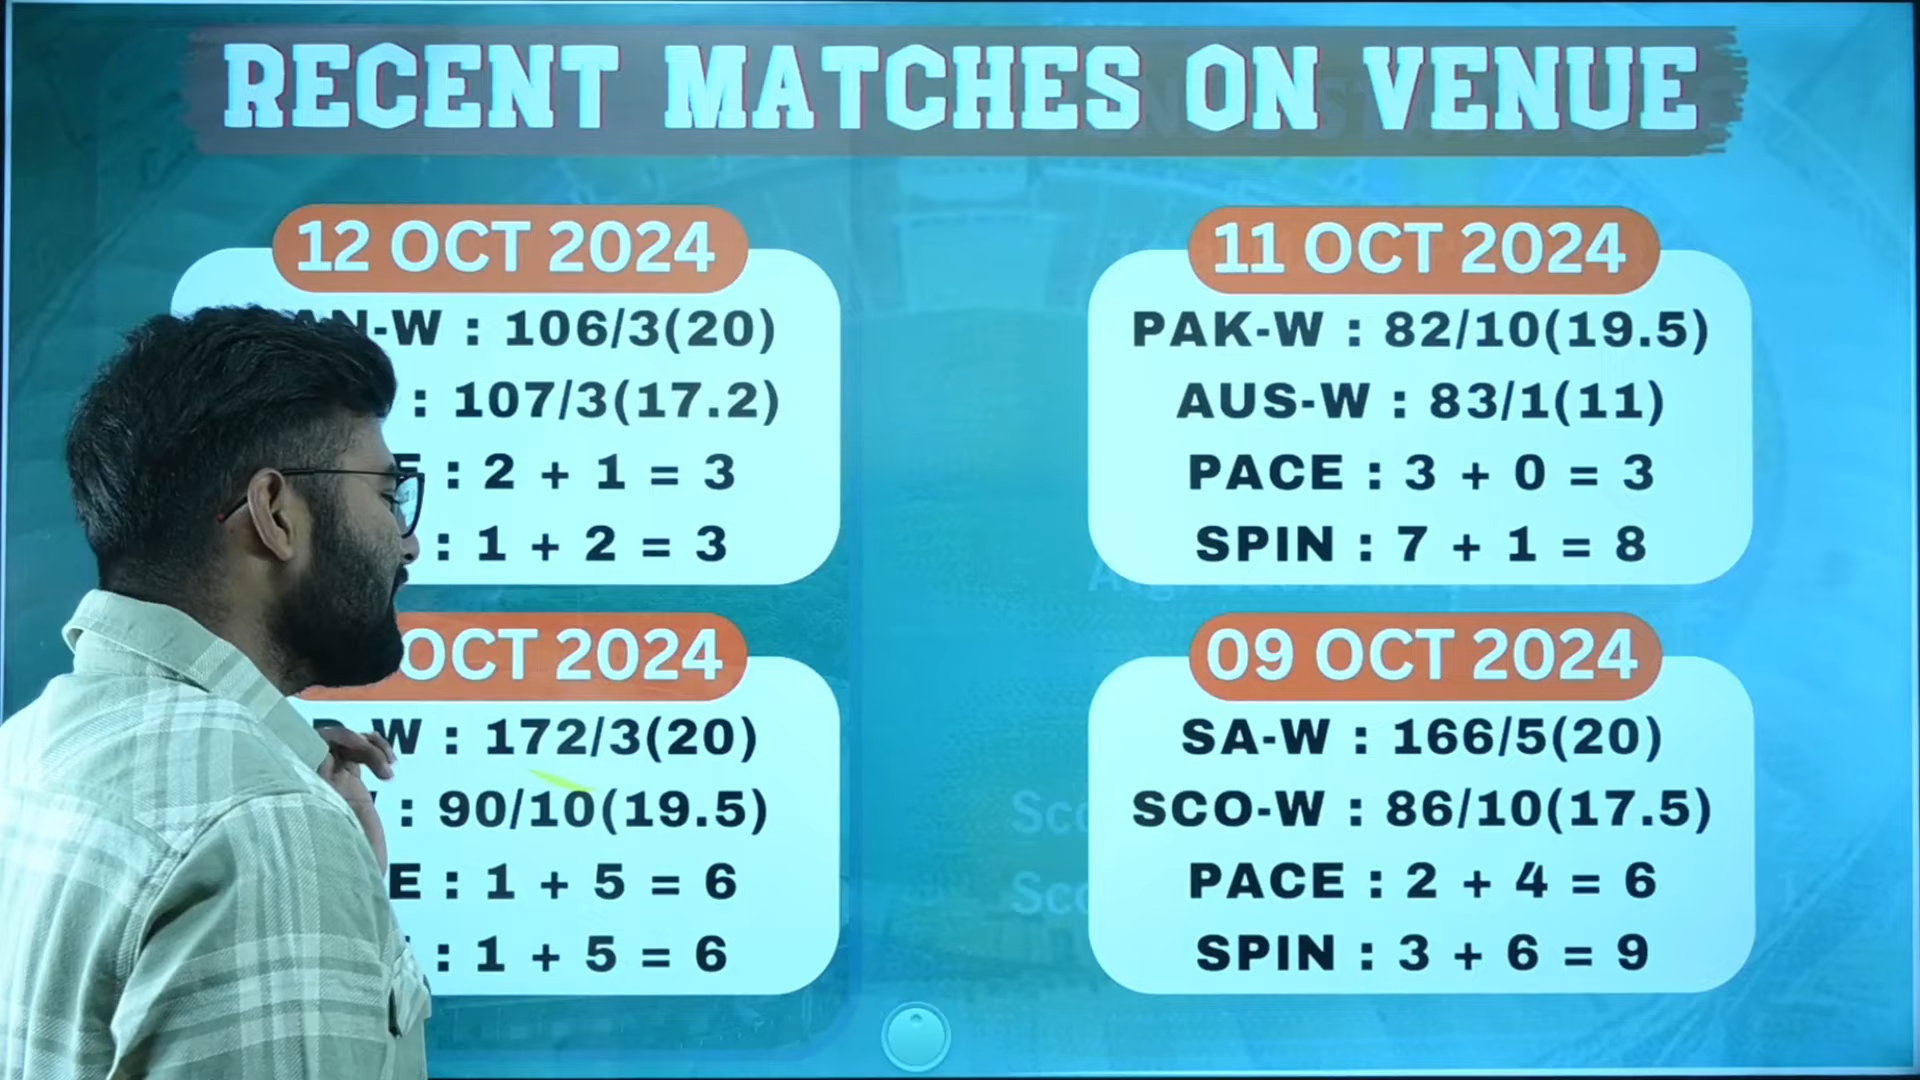 RECENT MATCHES ON VENUE
12 OCT 2024
-W : 106/3(20)
: 107/3(17.2)
: 2 + 1 = 3
: 1 + 2 = 3
11 OCT 2024
PAK-W : 82/10(19.5)
AUS-W : 83/1(11)
PACE : 3 + 0 = 3
SPIN : 7 + 1 = 8
OCT 2024
W : 172/3(20)
: 90/10(19.5)
E : 1 + 5 = 6
: 1 + 5 = 6
09 OCT 2024
SA-W : 166/5(20)
SCO-W : 86/10(17.5)
PACE : 2 + 4 = 6
SPIN : 3 + 6 = 9